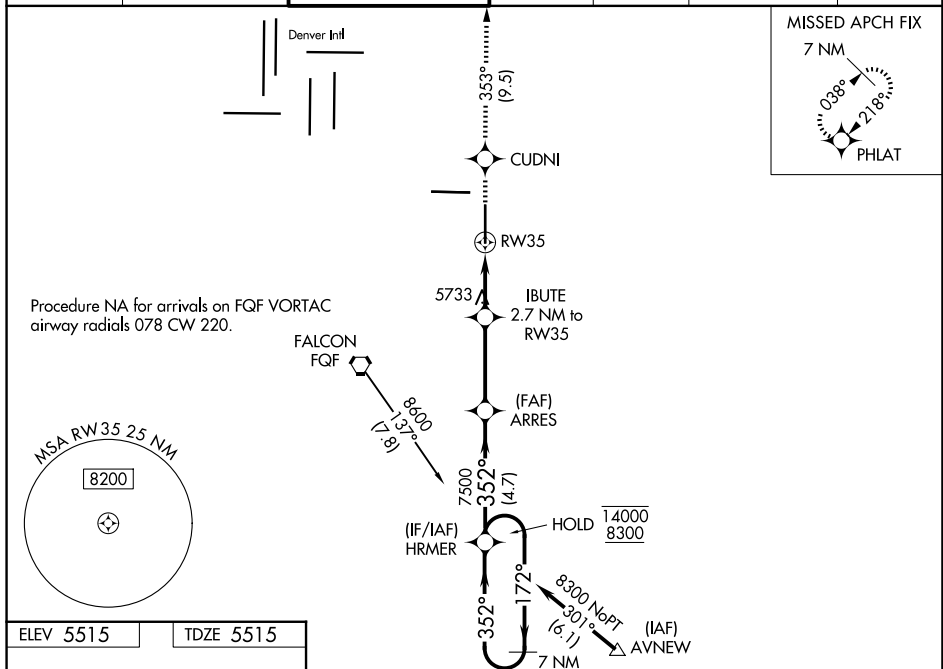 Denver Intl
MISSED APCH FIX
7 NM
038°
218°
PHLAT
353°
(9.5)
CUDNI
RW35
5733
IBUTE
2.7 NM to
RW35
Procedure NA for arrivals on FQF VORTAC
airway radials 078 CW 220.
FALCON
FQF
8600
137°
(7.8)
(FAF)
ARRES
MSA RW35 25 NM
8200
7500
352°
(4.7)
(IF/IAF)
HRMER
HOLD
14000
8300
172°
352°
8300 NoPT
301°
(6.1)
(IAF)
AVNEW
7 NM
ELEV 5515
TDZE 5515